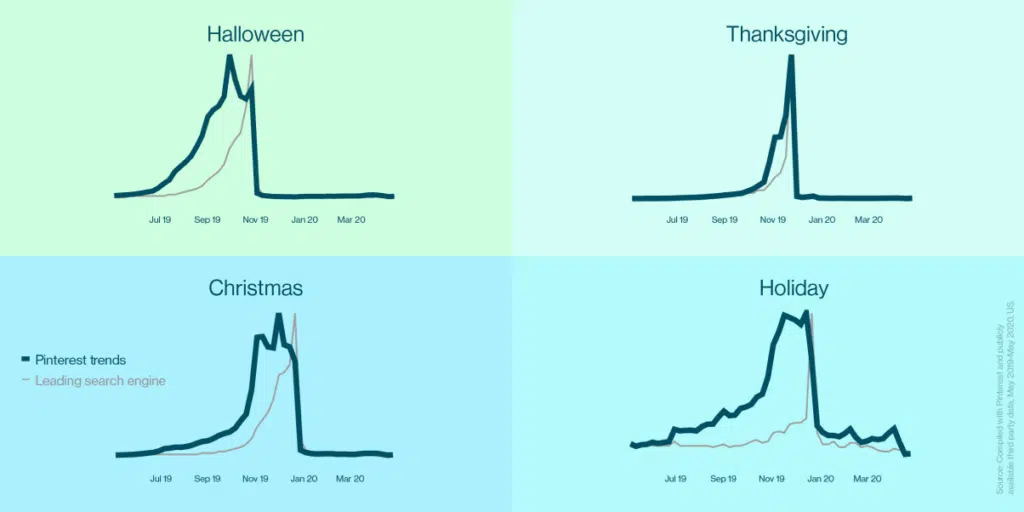 Halloween
Jul 19 Sep 19 Nov 19 Jan 20 Mar 20
Thanksgiving
Jul 19 Sep 19 Nov 19 Jan 20 Mar 20
Christmas
Pinterest trends
Leading search engine
Jul 19 Sep 19 Nov 19 Jan 20 Mar 20
Holiday
Jul 19 Sep 19 Nov 19 Jan 20 Mar 20
Source: Compiled with Pinterest and publicly
available third party data, May 2019-May 2020, US.